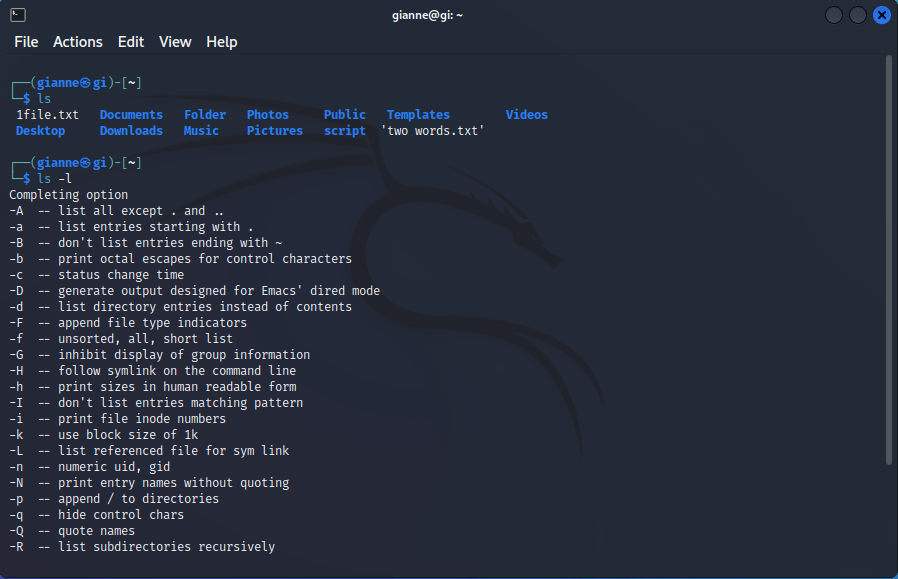 gianne@gi: ~
File Actions Edit View Help
┌──(gianne㉿gi)-[~]
└─$ ls
1file.txt Documents Folder Photos Public Templates Videos
Desktop Downloads Music Pictures script 'two words.txt'
┌──(gianne㉿gi)-[~]
└─$ ls -l
Completing option
-A -- list all except . and ..
-a -- list entries starting with .
-B -- don't list entries ending with ~
-b -- print octal escapes for control characters
-c -- status change time
-D -- generate output designed for Emacs' dired mode
-d -- list directory entries instead of contents
-F -- append file type indicators
-f -- unsorted, all, short list
-G -- inhibit display of group information
-H -- follow symlink on the command line
-h -- print sizes in human readable form
-I -- don't list entries matching pattern
-i -- print file inode numbers
-k -- use block size of 1k
-L -- list referenced file for sym link
-n -- numeric uid, gid
-N -- print entry names without quoting
-p -- append / to directories
-q -- hide control chars
-Q -- quote names
-R -- list subdirectories recursively